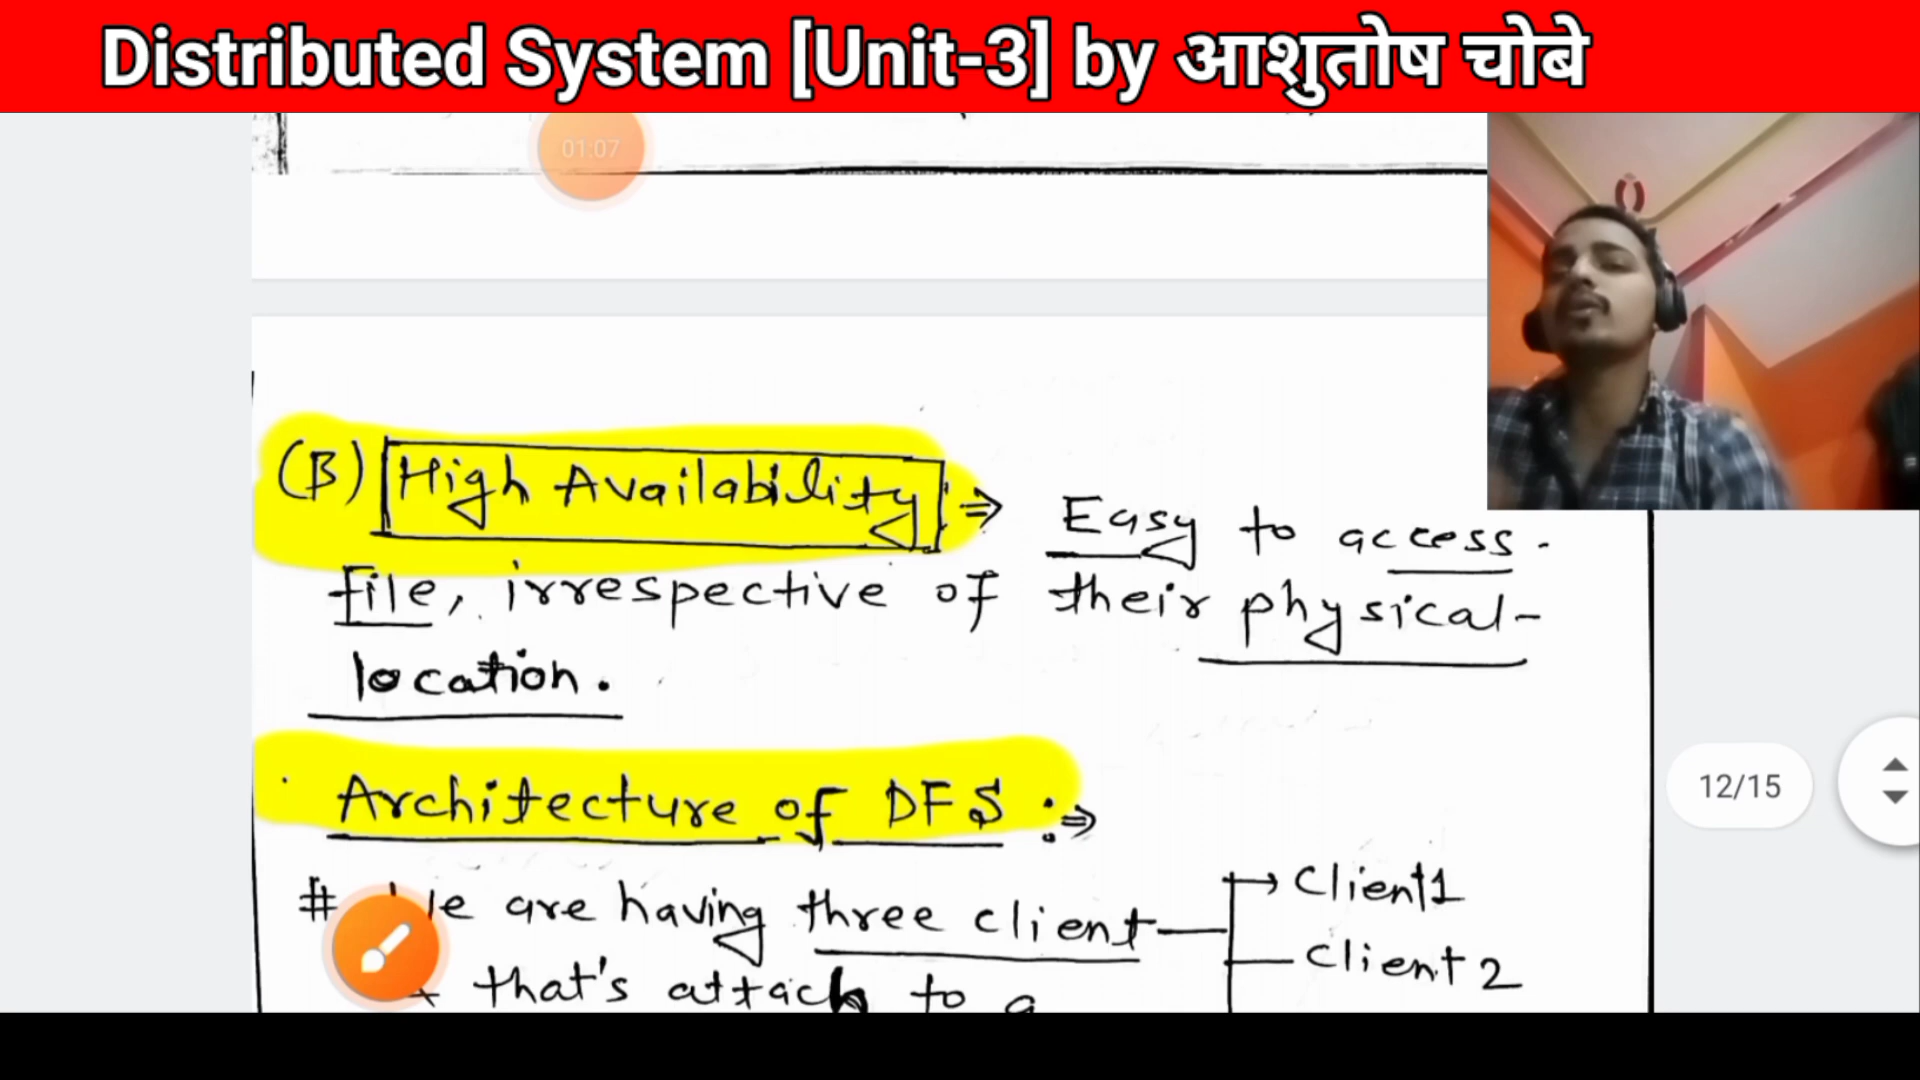 Distributed System [Unit-3] by आशुतोष चोबे
01:07
(B) High Availability :⇒ Easy to access -
file, irrespective of their physical-
location.
Architecture of DFS :⇒
# We are having three client → Client1
Client 2
that's attach to a
12/15